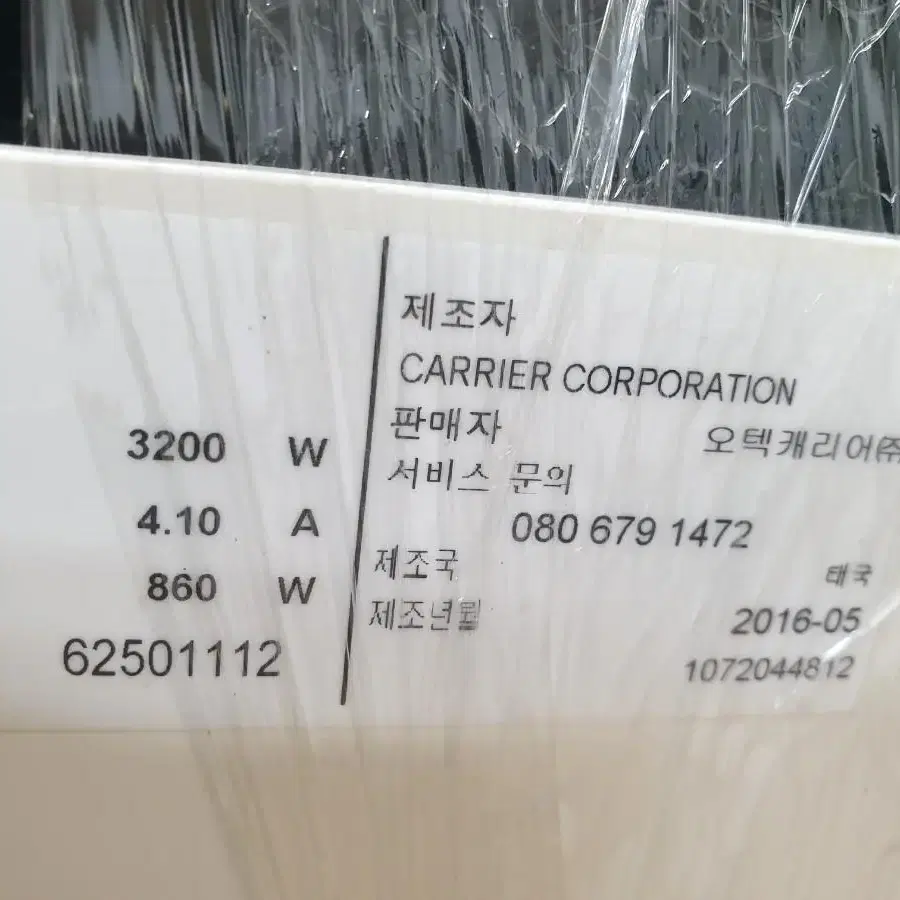 3200 W
4.10 A
860 W
62501112
제조자
CARRIER CORPORATION
판매자 오텍캐리어㈜
서비스 문의
080 679 1472
제조국 태국
제조년월 2016-05
1072044812